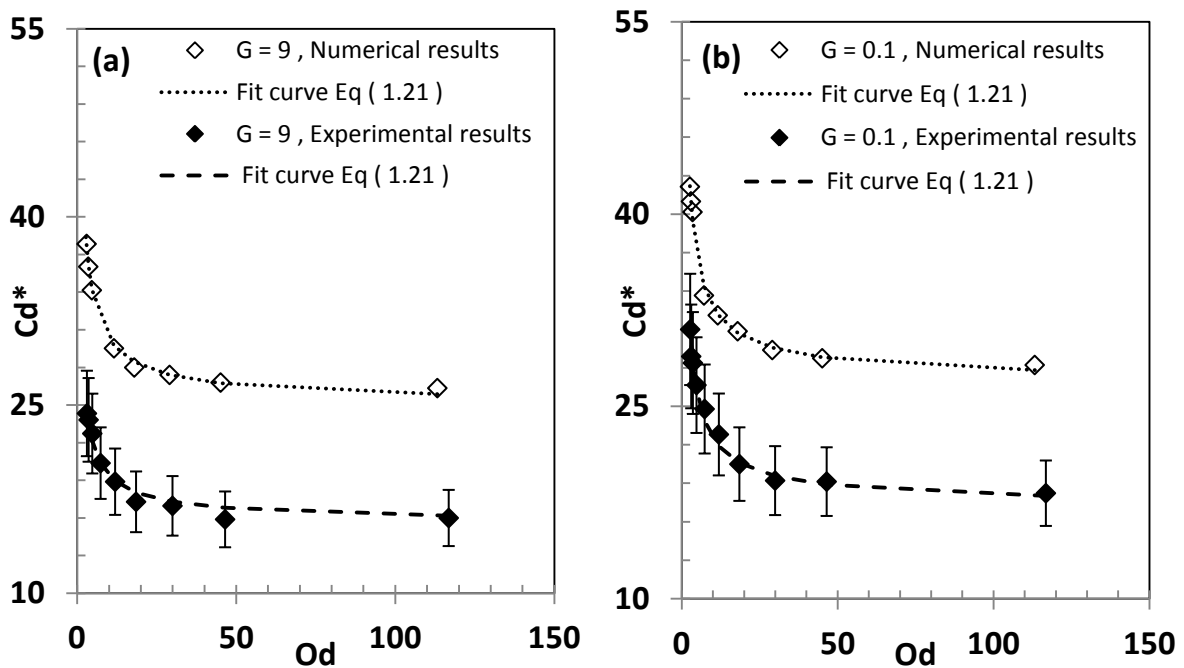 (a)
G = 9 , Numerical results
Fit curve Eq ( 1.21 )
G = 9 , Experimental results
Fit curve Eq ( 1.21 )
55
40
25
10
Cd*
0
50
100
150
Od
(b)
G = 0.1 , Numerical results
Fit curve Eq ( 1.21 )
G = 0.1 , Experimental results
Fit curve Eq ( 1.21 )
55
40
25
10
Cd*
0
50
100
150
Od